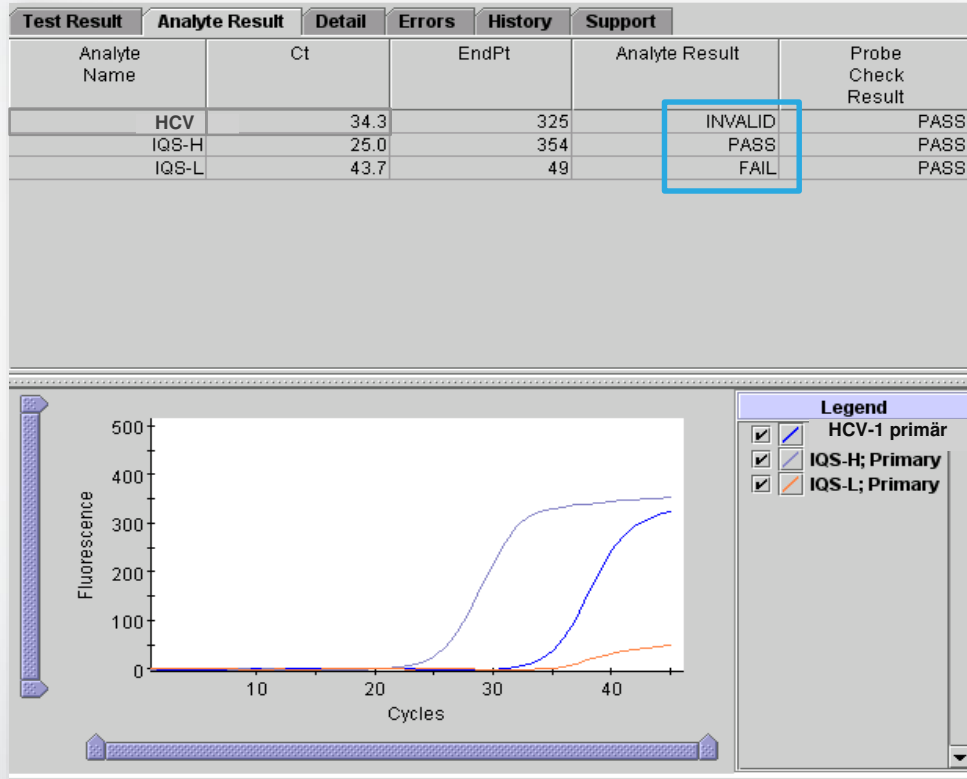 Test Result Analyte Result Detail Errors History Support
Analyte Name Ct EndPt Analyte Result Probe Check Result
HCV 34.3 325 INVALID PASS
IQS-H 25.0 354 PASS PASS
IQS-L 43.7 49 FAIL PASS
500
400
300
200
100
0
Fluorescence
10 20 30 40
Cycles
Legend
HCV-1 primär
IQS-H; Primary
IQS-L; Primary